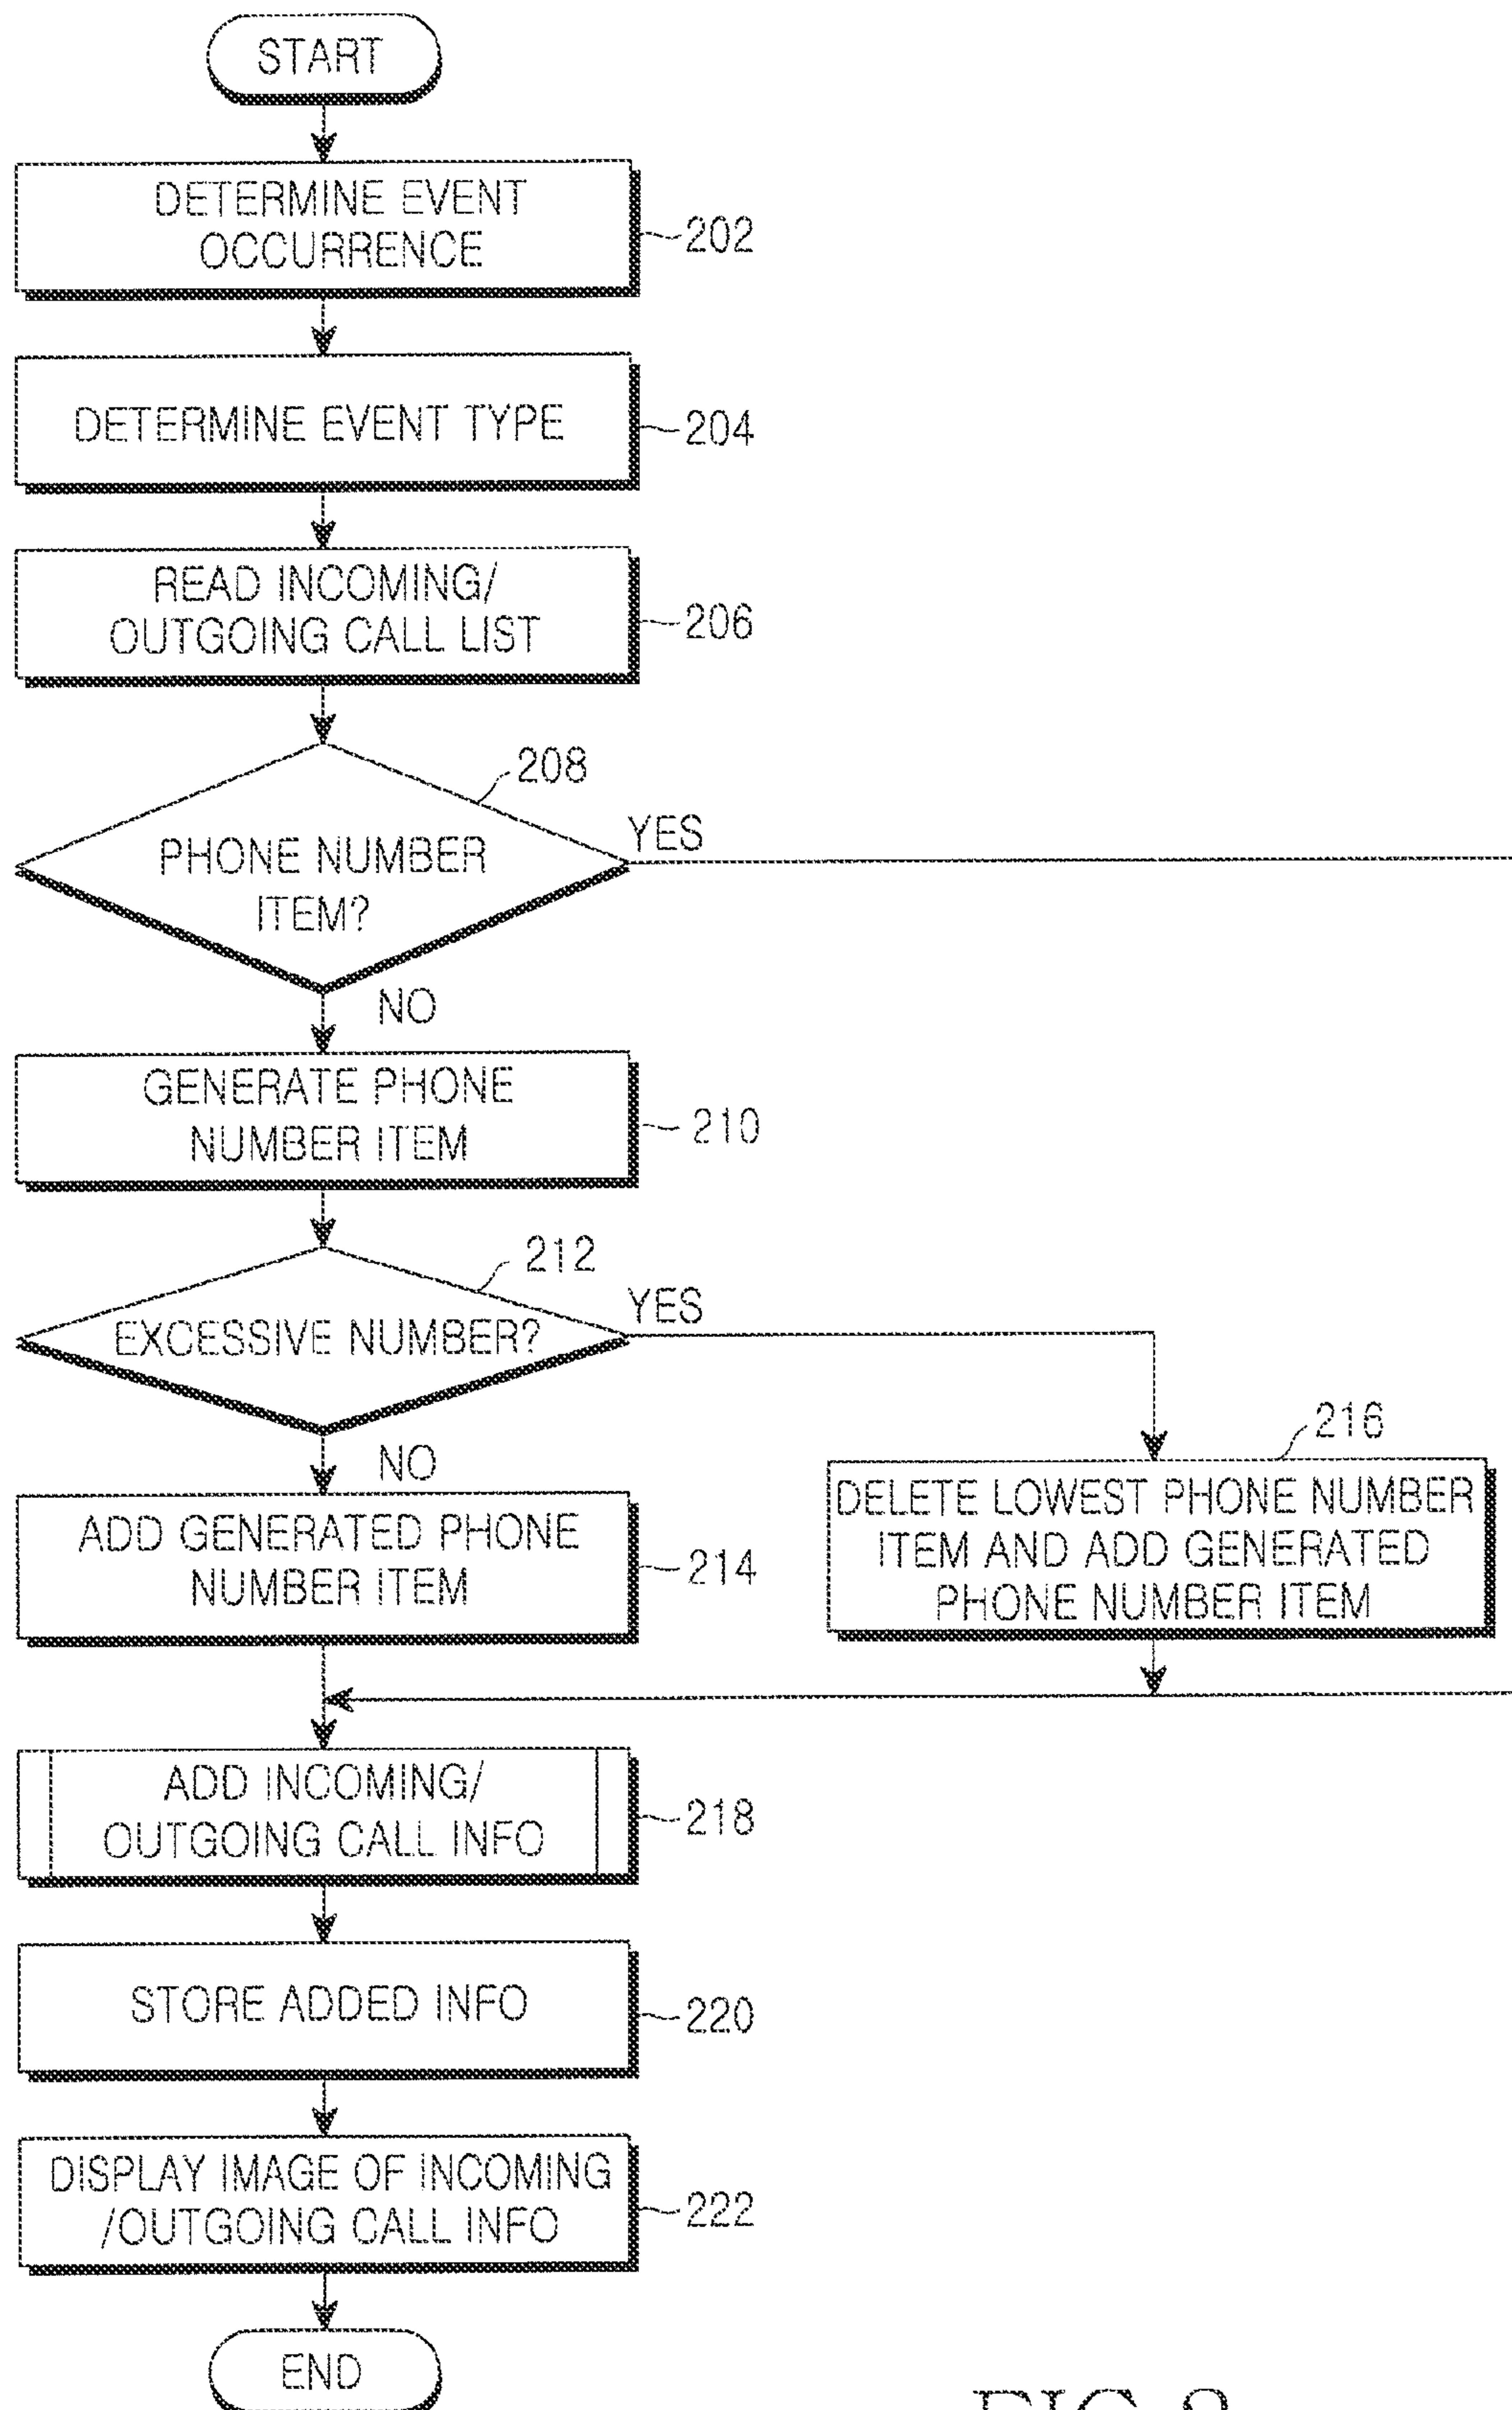 START
DETERMINE EVENT
OCCURRENCE
202
DETERMINE EVENT TYPE
204
READ INCOMING/
OUTGOING CALL LIST
206
208
PHONE NUMBER
ITEM?
YES
NO
GENERATE PHONE
NUMBER ITEM
210
212
EXCESSIVE NUMBER?
YES
NO
216
DELETE LOWEST PHONE NUMBER
ITEM AND ADD GENERATED
PHONE NUMBER ITEM
ADD GENERATED PHONE
NUMBER ITEM
214
ADD INCOMING/
OUTGOING CALL INFO
218
STORE ADDED INFO
220
DISPLAY IMAGE OF INCOMING
/OUTGOING CALL INFO
222
END